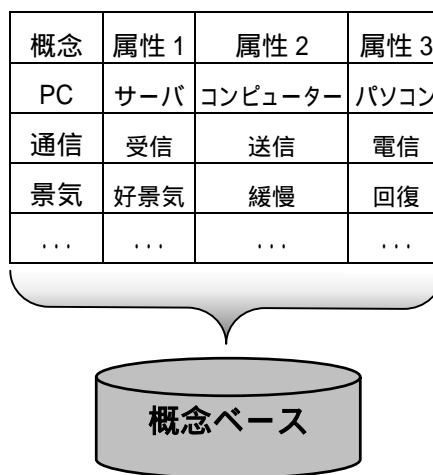 概念 属性1 属性2 属性3
PC サーバ コンピューター パソコン
通信 受信 送信 電信
景気 好景気 緩慢 回復
... ... ... ...
概念ベース